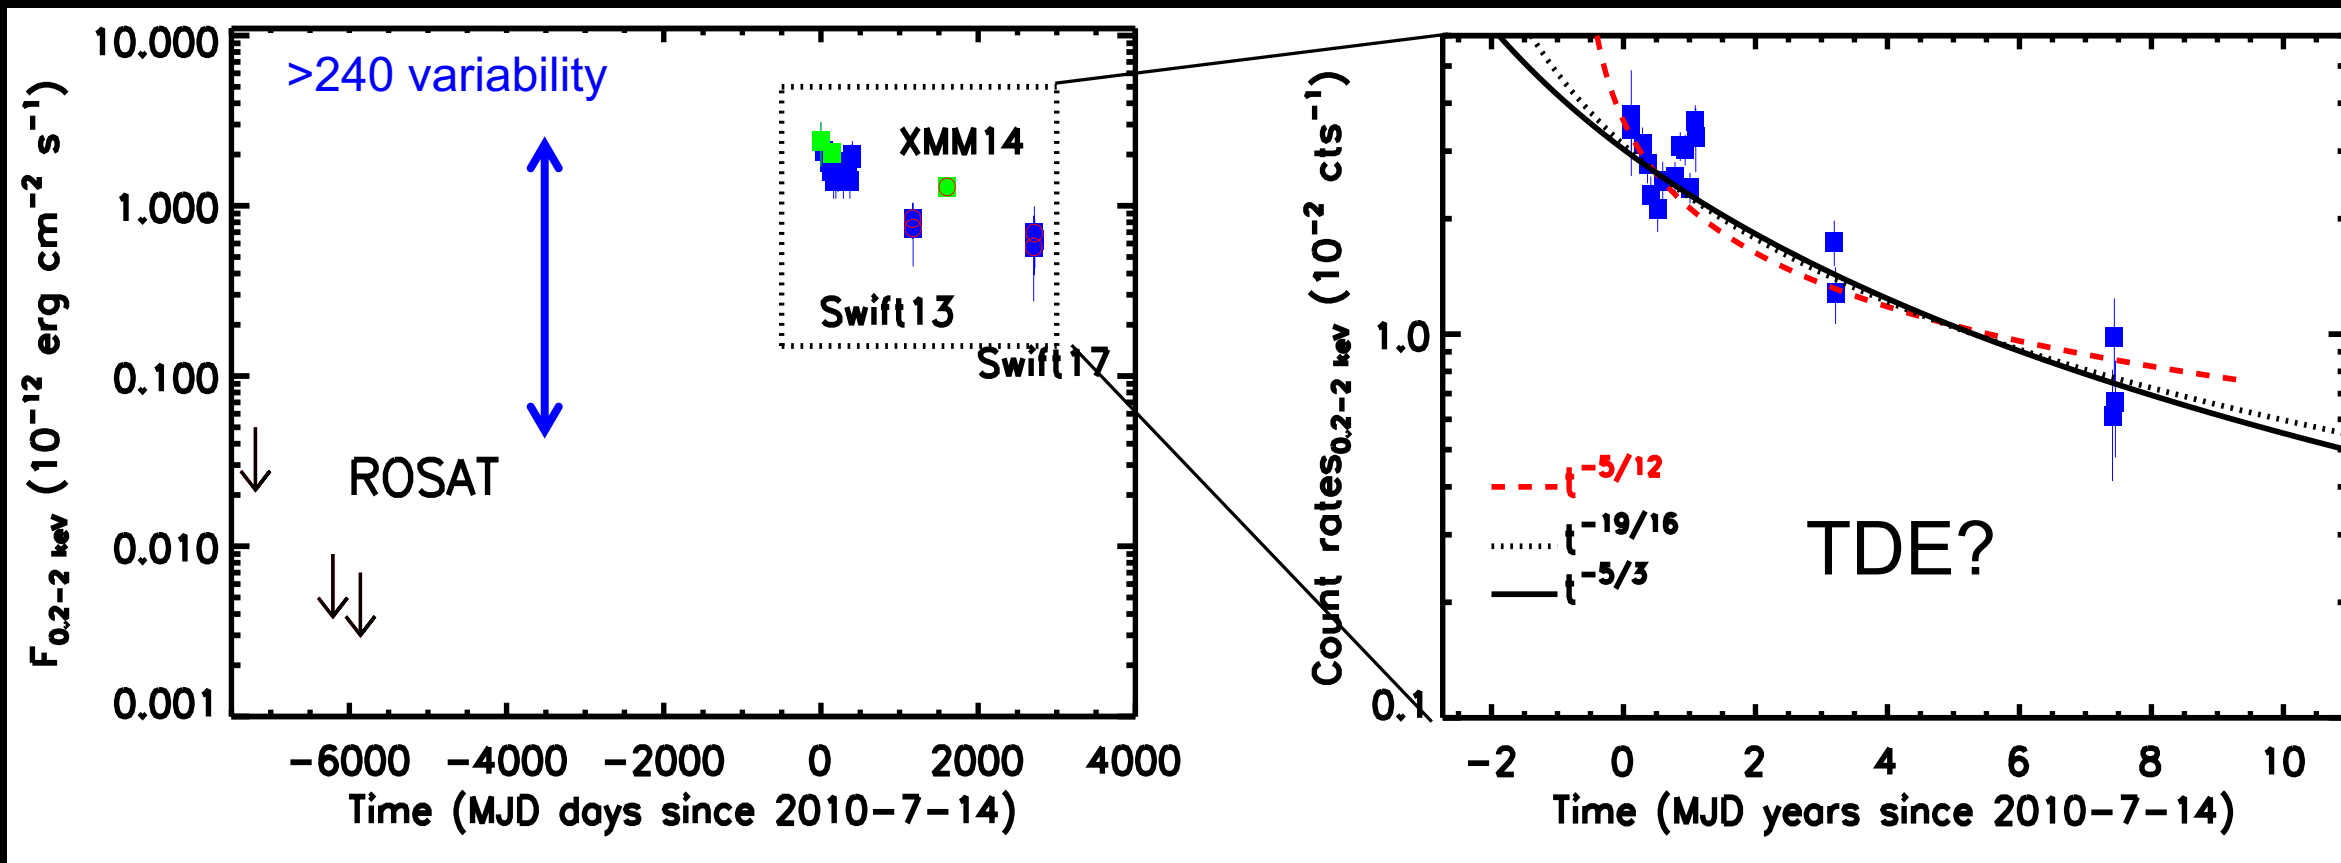 10.000
1.000
0.100
0.010
0.001
F0.2-2 keV (10-12 erg cm-2 s-1)
>240 variability
XMM14
Swift13
Swift17
ROSAT
-6000 -4000 -2000 0 2000 4000
Time (MJD days since 2010-7-14)
1.0
0.1
Count rates0.2-2 keV (10-2 cts-1)
t-5/12
t-19/16
t-5/3
TDE?
-2 0 2 4 6 8 10
Time (MJD years since 2010-7-14)